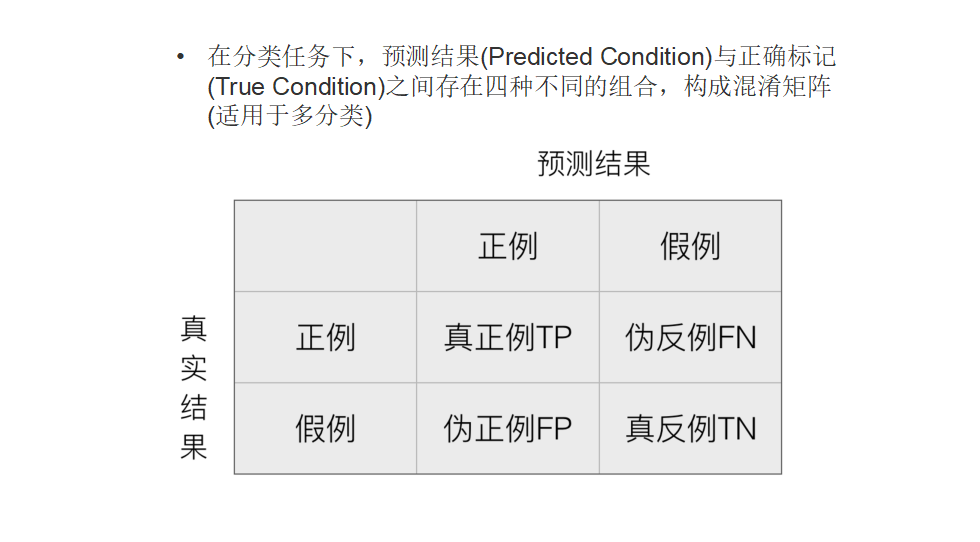 • 在分类任务下，预测结果(Predicted Condition)与正确标记
(True Condition)之间存在四种不同的组合，构成混淆矩阵
(适用于多分类)
预测结果
正例 假例
真实结果
正例 真正例TP 伪反例FN
假例 伪正例FP 真反例TN